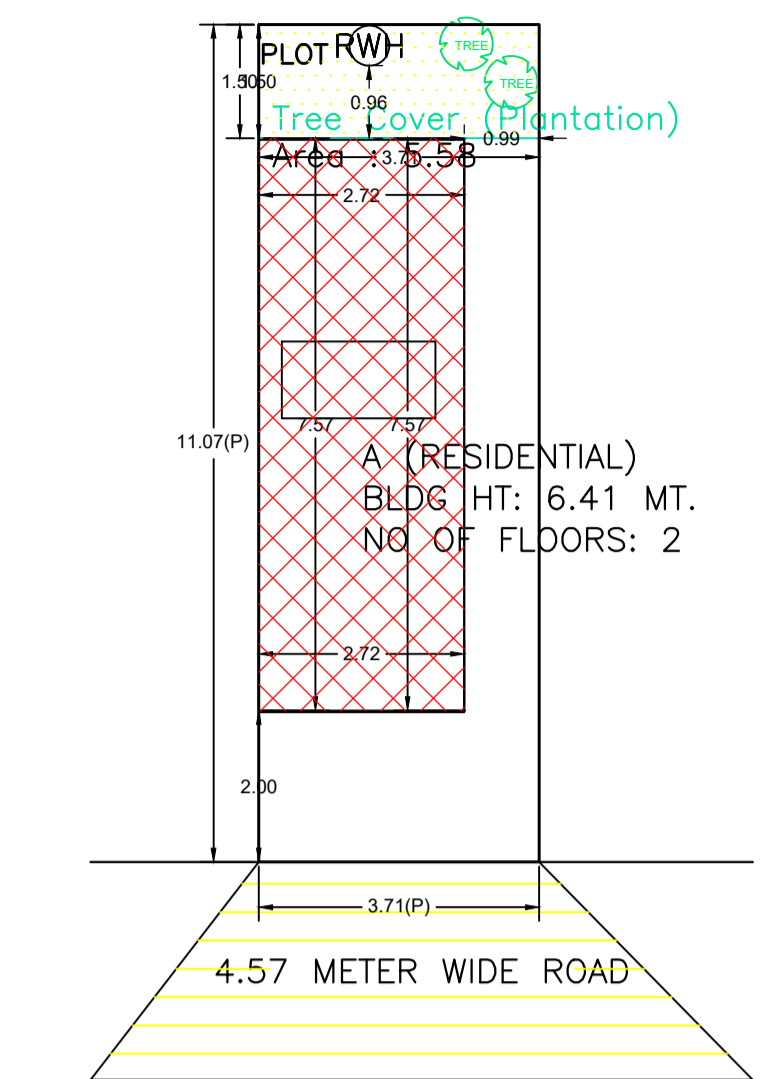 PLOT RWH
TREE
TREE
0.96
Tree Cover (Plantation)
0.99
Area : 5.58
3.71
2.72
11.07(P)
7.57 7.57
A (RESIDENTIAL)
BLDG HT: 6.41 MT.
NO OF FLOORS: 2
2.72
2.00
3.71(P)
4.57 METER WIDE ROAD